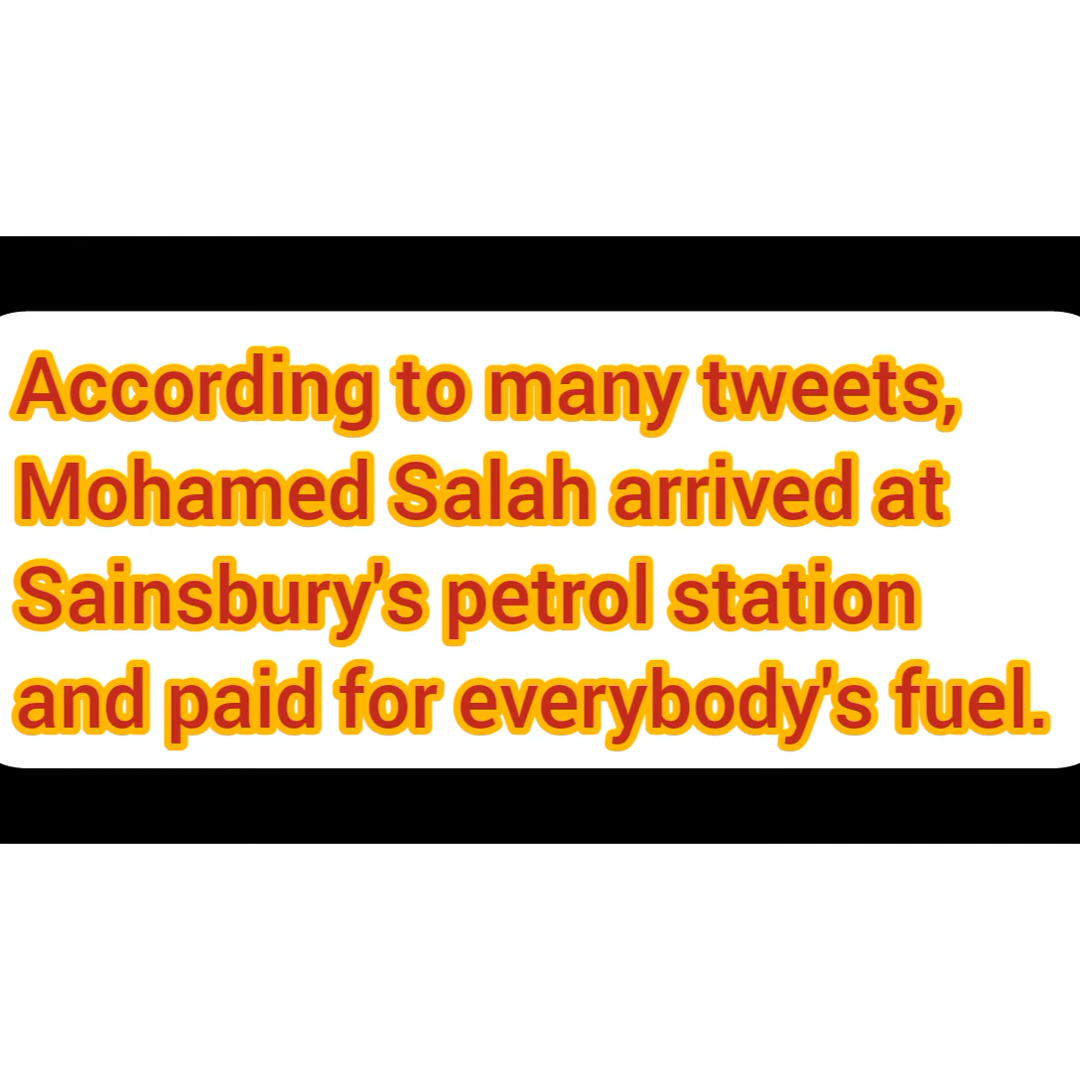 According to many tweets,
Mohamed Salah arrived at
Sainsbury's petrol station
and paid for everybody's fuel.